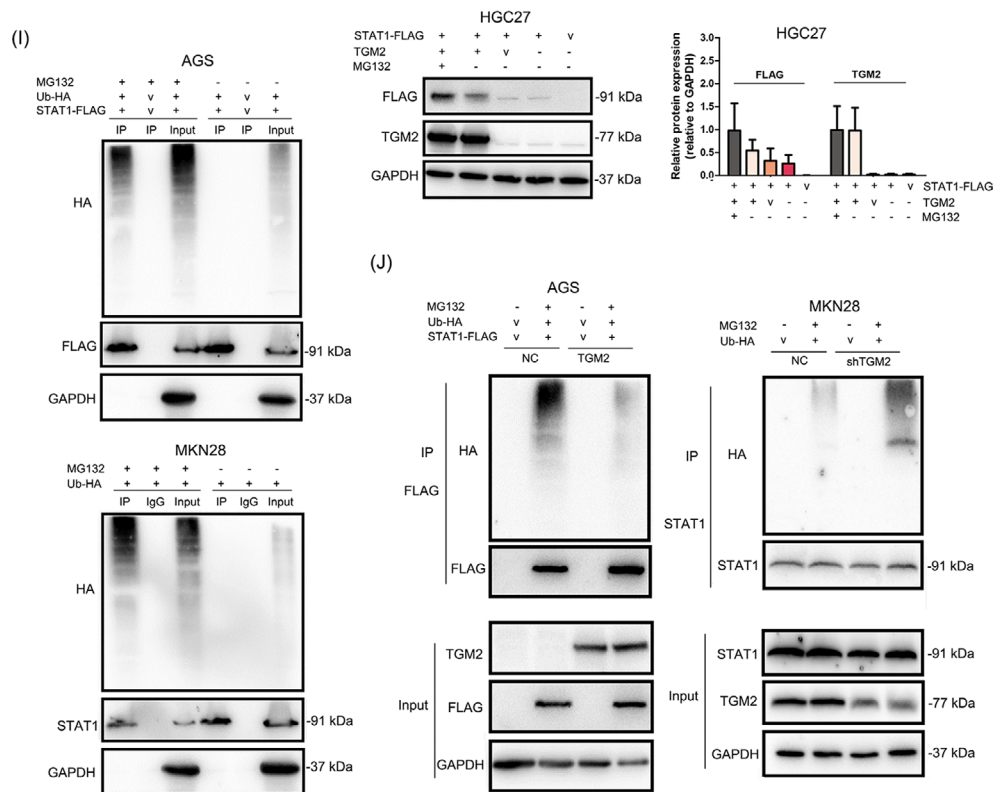 (I)
AGS
MG132 + + + - - -
Ub-HA + v + + v +
STAT1-FLAG + v + + v +
IP IP Input IP IP Input
HA
FLAG -91 kDa
GAPDH -37 kDa
MKN28
MG132 + + + - - -
Ub-HA + + + + + +
IP IgG Input IP IgG Input
HA
STAT1 -91 kDa
GAPDH -37 kDa
HGC27
STAT1-FLAG + + + + v
TGM2 + + v - -
MG132 + - - - -
FLAG -91 kDa
TGM2 -77 kDa
GAPDH -37 kDa
HGC27
Relative protein expression
(relative to GAPDH)
3.0
2.5
2.0
1.5
1.0
0.5
0.0
FLAG TGM2
+ + + + v + + + + v STAT1-FLAG
+ + v - - + + v - - TGM2
+ - - - - + - - - - MG132
(J)
AGS
MG132 - + - +
Ub-HA v + v +
STAT1-FLAG v + v +
NC TGM2
IP HA
FLAG
FLAG
TGM2
Input FLAG
GAPDH
MKN28
MG132 - + - +
Ub-HA v + v +
NC shTGM2
IP HA
STAT1
STAT1 -91 kDa
STAT1 -91 kDa
Input TGM2 -77 kDa
GAPDH -37 kDa